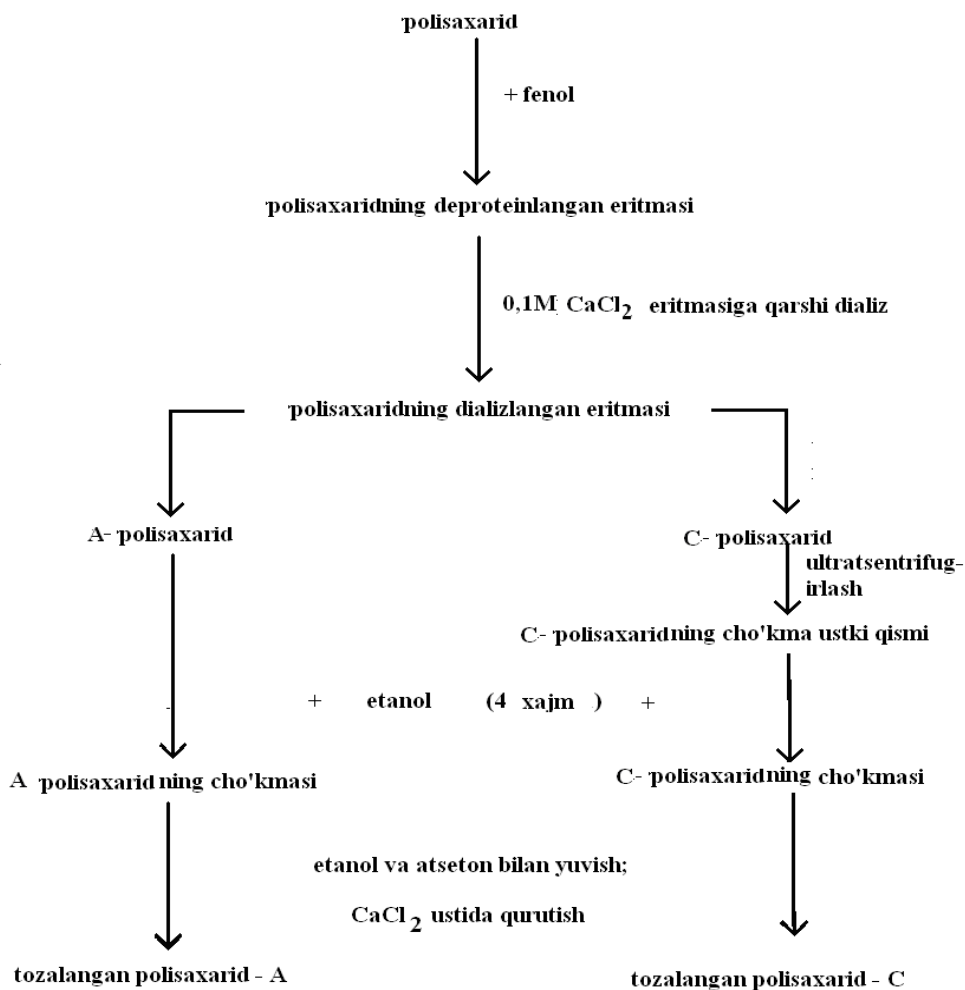 polisaxarid
+ fenol
polisaxaridning deproteinlangan eritmasi
0,1M CaCl2 eritmasiga qarshi dializ
polisaxaridning dializlangan eritmasi
A- polisaxarid
C- polisaxarid
ultratsentrifug-
irlash
C- polisaxaridning cho'kma ustki qismi
+ etanol (4 xajm ) +
A polisaxarid ning cho'kmasi
C- polisaxaridning cho'kmasi
etanol va atseton bilan yuvish;
CaCl2 ustida qurutish
tozalangan polisaxarid - A
tozalangan polisaxarid - C